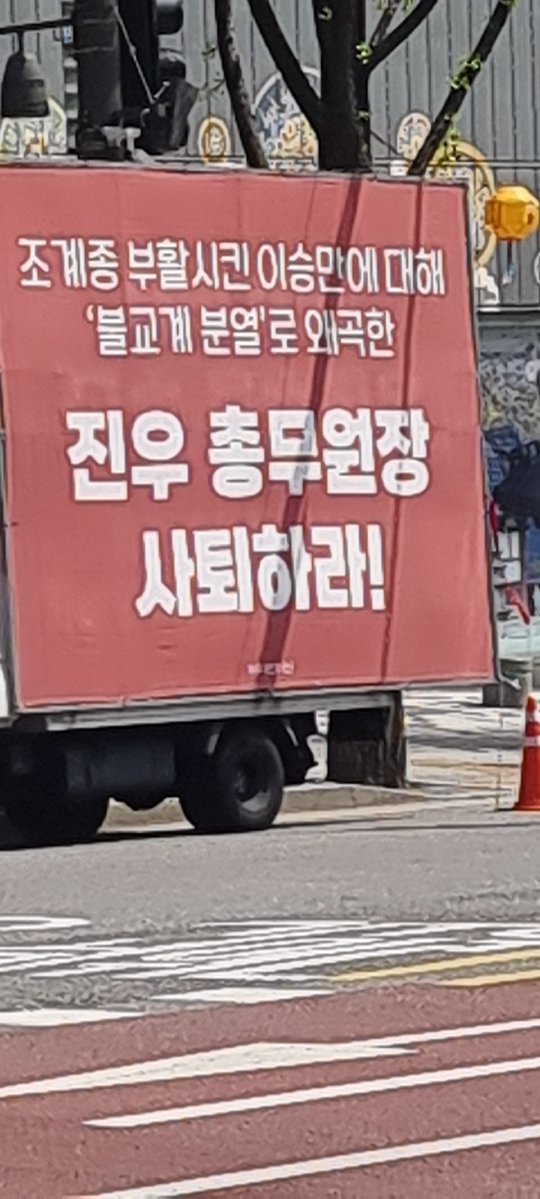 조계종 부활시킨 이승만에 대해
‘불교계 분열’로 왜곡한
진우 총무원장
사퇴하라!